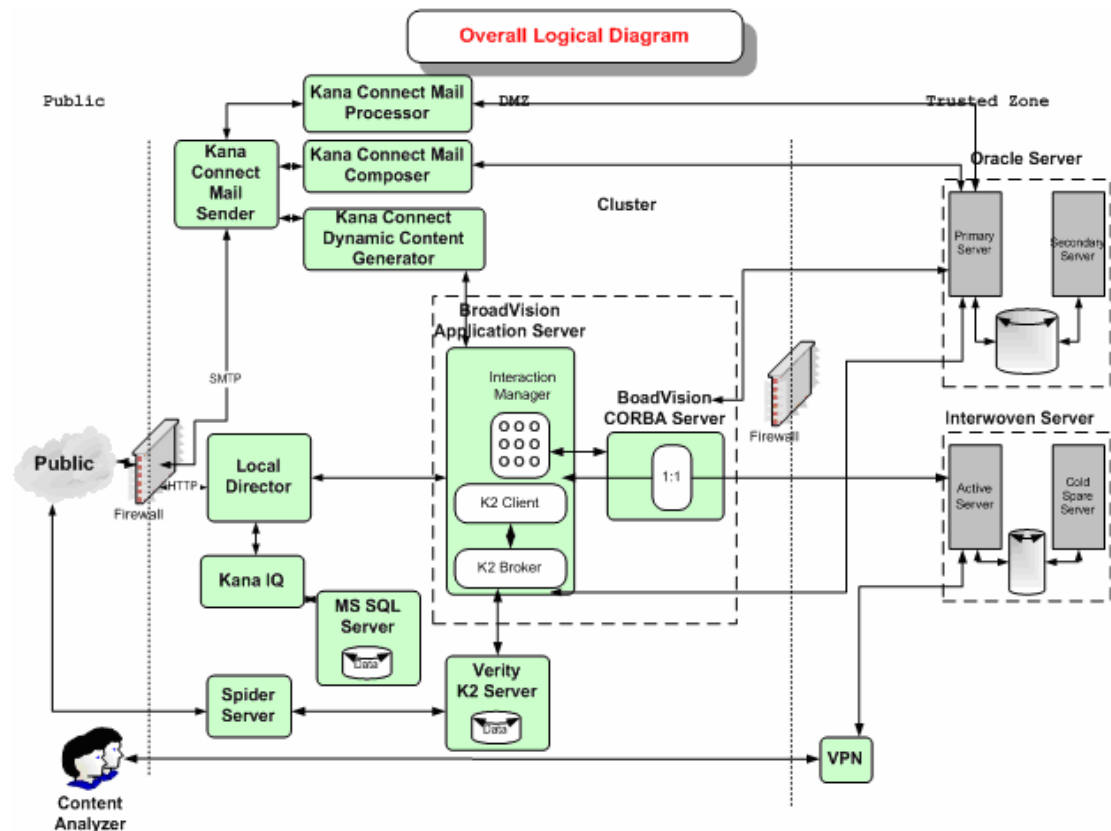 Overall Logical Diagram
Public
DMZ
Trusted Zone
Kana Connect Mail
Processor
Kana
Connect
Mail
Sender
Kana Connect Mail
Composer
Kana Connect
Dynamic Content
Generator
Cluster
Oracle Server
Primary
Server
Secondary
Server
BroadVision
Application Server
Interaction
Manager
BoadVision
CORBA Server
1:1
K2 Client
K2 Broker
Firewall
Interwoven Server
Active
Server
Cold
Spare
Server
SMTP
Public
Firewall
HTTP
Local
Director
Kana IQ
MS SQL
Server
Data
Spider
Server
Verity
K2 Server
Data
VPN
Content
Analyzer